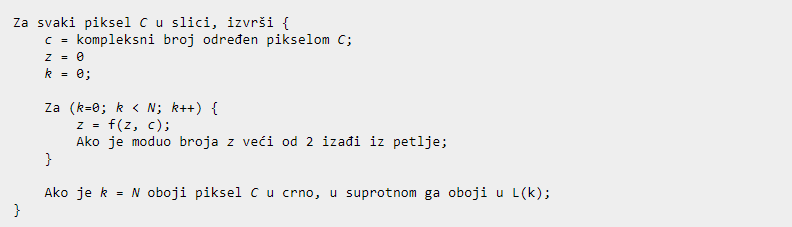 Za svaki piksel C u slici, izvrši {
c = kompleksni broj određen pikselom C;
z = 0
k = 0;
Za (k=0; k < N; k++) {
z = f(z, c);
Ako je moduo broja z veći od 2 izađi iz petlje;
}
Ako je k = N oboji piksel C u crno, u suprotnom ga oboji u L(k);
}